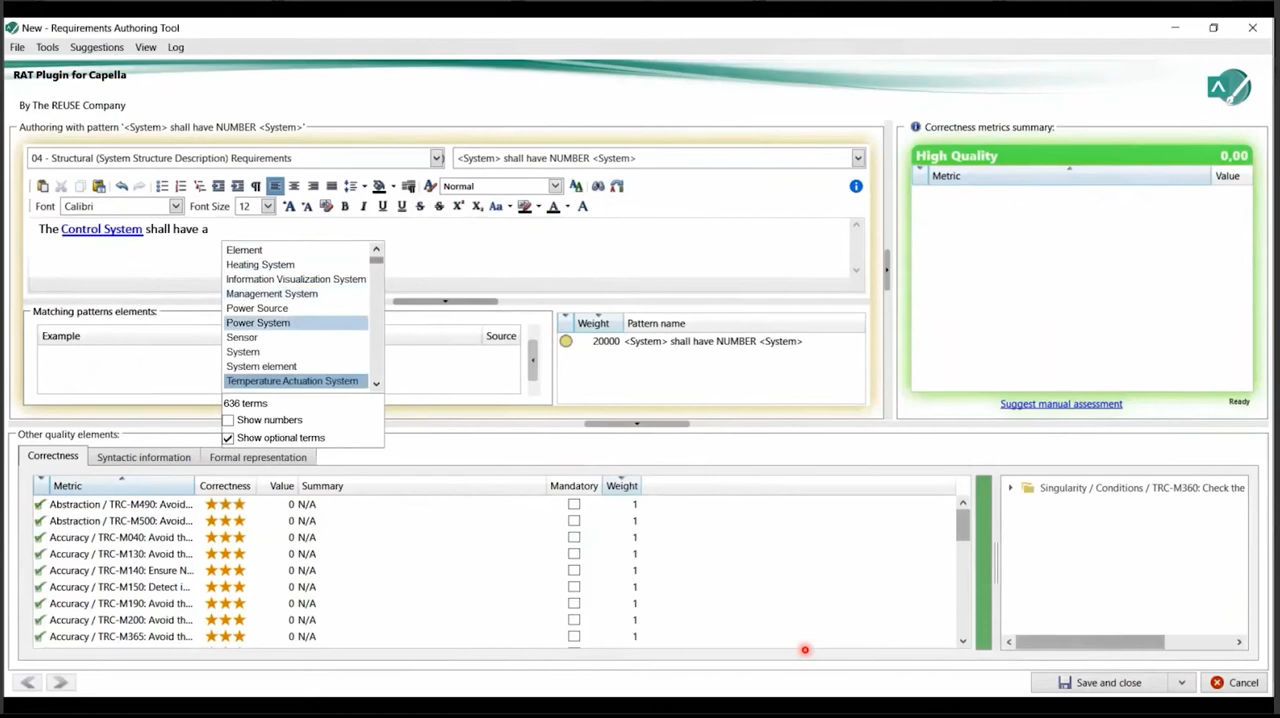 New - Requirements Authoring Tool
File Tools Suggestions View Log
RAT Plugin for Capella
By The REUSE Company
Authoring with pattern '<System> shall have NUMBER <System>'
04 - Structural (System Structure Description) Requirements
<System> shall have NUMBER <System>
Normal
Font Calibri Font Size 12
The Control System shall have a
Element
Heating System
Information Visualization System
Management System
Power Source
Power System
Sensor
System
System element
Temperature Actuation System
636 terms
Show numbers
Show optional terms
Matching patterns elements:
Example Source
Weight Pattern name
20000 <System> shall have NUMBER <System>
Correctness metrics summary:
High Quality 0,00
Metric Value
Suggest manual assessment Ready
Other quality elements:
Correctness Syntactic information Formal representation
Metric Correctness Value Summary Mandatory Weight
Abstraction / TRC-M490: Avoid... 0 N/A 1
Abstraction / TRC-M500: Avoid... 0 N/A 1
Accuracy / TRC-M040: Avoid th... 0 N/A 1
Accuracy / TRC-M130: Avoid th... 0 N/A 1
Accuracy / TRC-M140: Ensure N... 0 N/A 1
Accuracy / TRC-M150: Detect i... 0 N/A 1
Accuracy / TRC-M190: Avoid th... 0 N/A 1
Accuracy / TRC-M200: Avoid th... 0 N/A 1
Accuracy / TRC-M365: Avoid th... 0 N/A 1
Singularity / Conditions / TRC-M360: Check the
Save and close Cancel